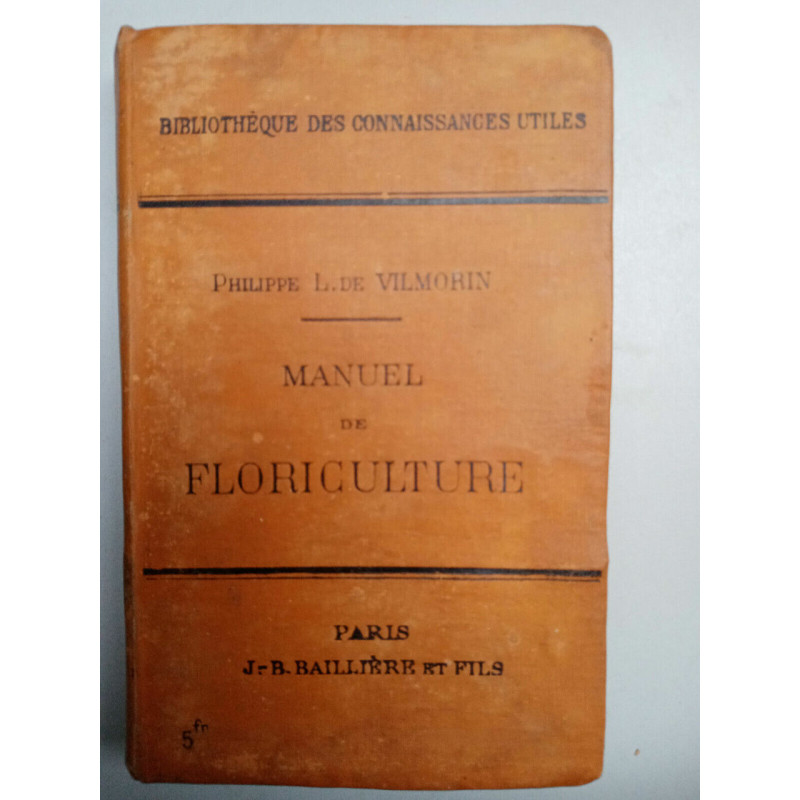 BIBLIOTHÈQUE DES CONNAISSANCES UTILES
PHILIPPE L. DE VILMORIN
MANUEL
DE
FLORICULTURE
PARIS
J.-B. BAILLIÈRE ET FILS
5fr